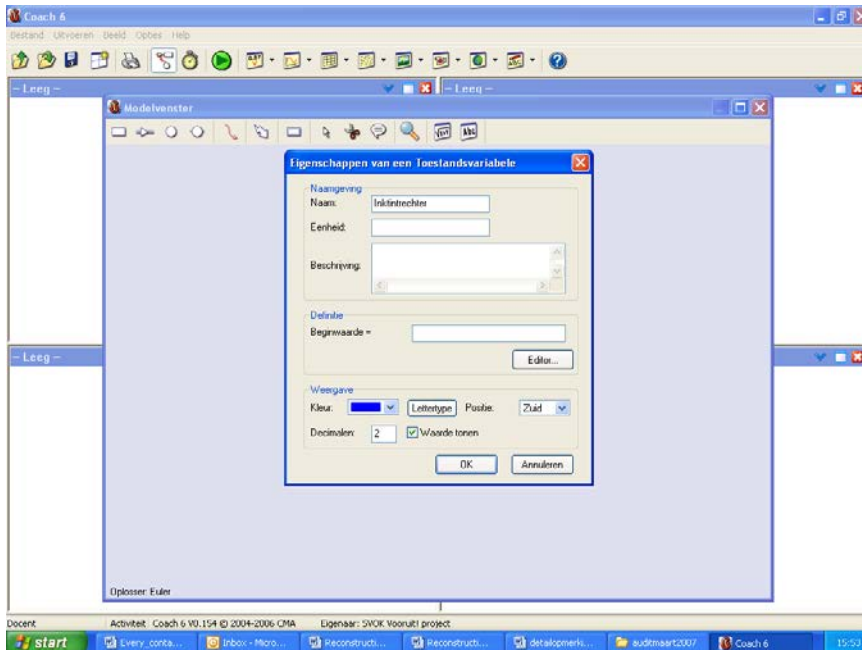 Coach 6
Bestand Uitvoeren Beeld Opties Help
- Leeg -
- Leeg -
Modelvenster
Eigenschappen van een Toestandsvariabele
Naamgeving
Naam: Inktintrechter
Eenheid:
Beschrijving:
Definitie
Beginwaarde =
Editor...
- Leeg -
Weergave
Kleur: Lettertype Positie: Zuid
Decimalen: 2 Waarde tonen
OK Annuleren
Oplosser: Euler
Docent Activiteit Coach 6 V0.154 © 2004-2006 CMA Eigenaar: SVOK Vooruit! project
start Every_conta... Inbox - Micro... Reconstructi... Reconstructi... detailopmerki... auditmaart2007 Coach 6 15:53